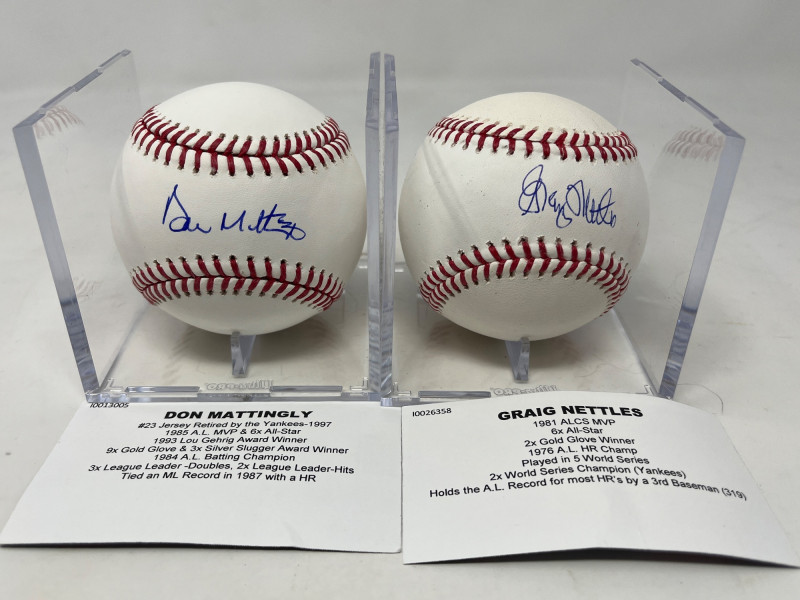 Don Mattingly
Graig Nettles
I0013005
DON MATTINGLY
#23 Jersey Retired by the Yankees-1997
1985 A.L. MVP & 6x All-Star
1993 Lou Gehrig Award Winner
9x Gold Glove & 3x Silver Slugger Award Winner
1984 A.L. Batting Champion
3x League Leader -Doubles, 2x League Leader-Hits
Tied an ML Record in 1987 with a HR
I0026358
GRAIG NETTLES
1981 ALCS MVP
6x All-Star
2x Gold Glove Winner
1976 A.L. HR Champ
Played in 5 World Series
2x World Series Champion (Yankees)
Holds the A.L. Record for most HR's by a 3rd Baseman (319)